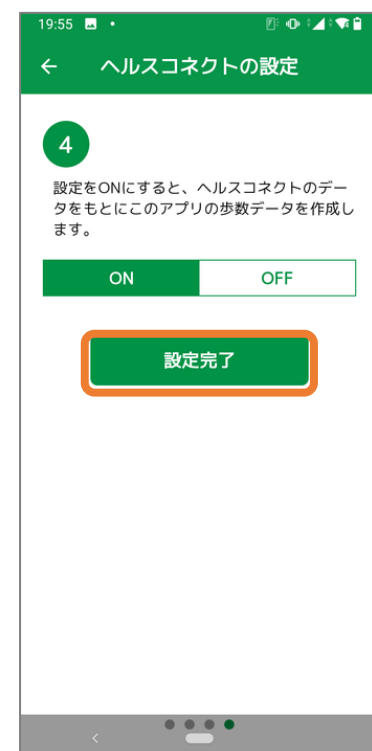 19:55
ヘルスコネクトの設定
4
設定をONにすると、ヘルスコネクトのデー
タをもとにこのアプリの歩数データを作成し
ます。
ON OFF
設定完了